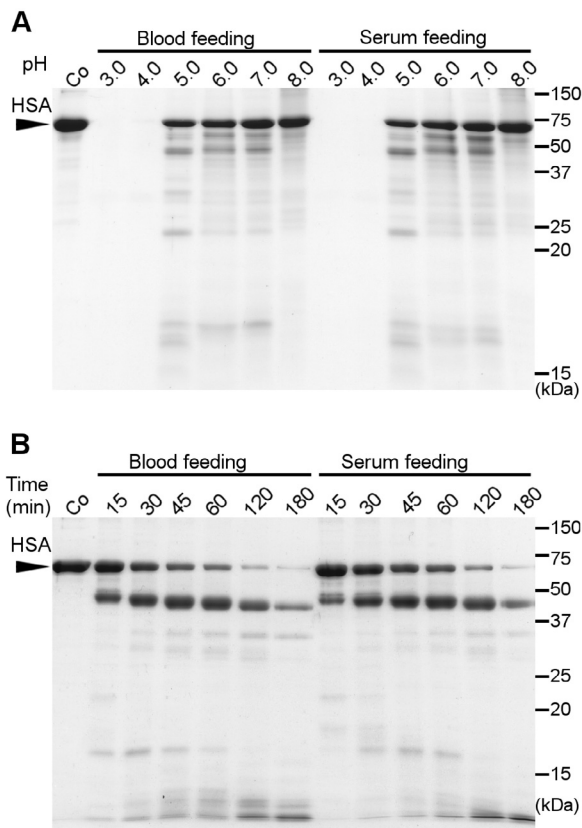 A
Blood feeding Serum feeding
pH Co 3.0 4.0 5.0 6.0 7.0 8.0 3.0 4.0 5.0 6.0 7.0 8.0
HSA
150
75
50
37
25
20
15
(kDa)
B
Blood feeding Serum feeding
Time
(min) Co 15 30 45 60 120 180 15 30 45 60 120 180
HSA
150
75
50
37
25
20
15
(kDa)